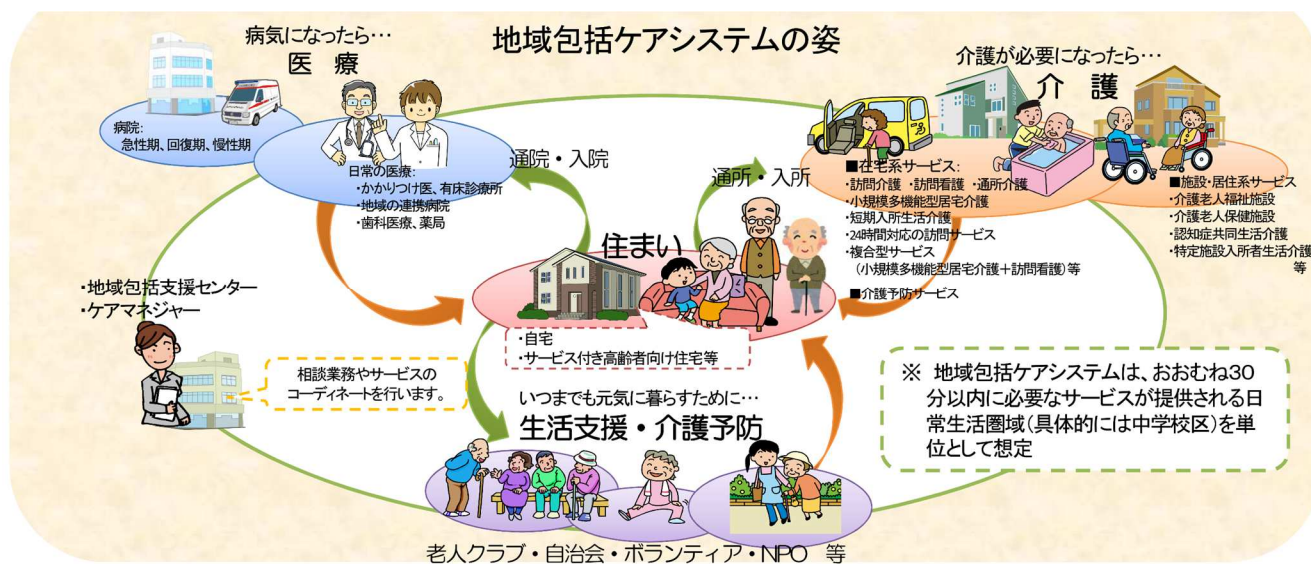 地域包括ケアシステムの姿
病気になったら…
医 療
病院:
急性期、回復期、慢性期
日常の医療:
・かかりつけ医、有床診療所
・地域の連携病院
・歯科医療、薬局
通院・入院
通所・入所
介護が必要になったら…
介 護
■在宅系サービス:
・訪問介護 ・訪問看護 ・通所介護
・小規模多機能型居宅介護
・短期入所生活介護
・24時間対応の訪問サービス
・複合型サービス
(小規模多機能型居宅介護+訪問看護)等
■介護予防サービス
■施設・居住系サービス
・介護老人福祉施設
・介護老人保健施設
・認知症共同生活介護
・特定施設入所者生活介護
等
住まい
・自宅
・サービス付き高齢者向け住宅等
・地域包括支援センター
・ケアマネジャー
相談業務やサービスの
コーディネートを行います。
いつまでも元気に暮らすために…
生活支援・介護予防
老人クラブ・自治会・ボランティア・NPO 等
※ 地域包括ケアシステムは、おおむね30
分以内に必要なサービスが提供される日
常生活圏域(具体的には中学校区)を単
位として想定